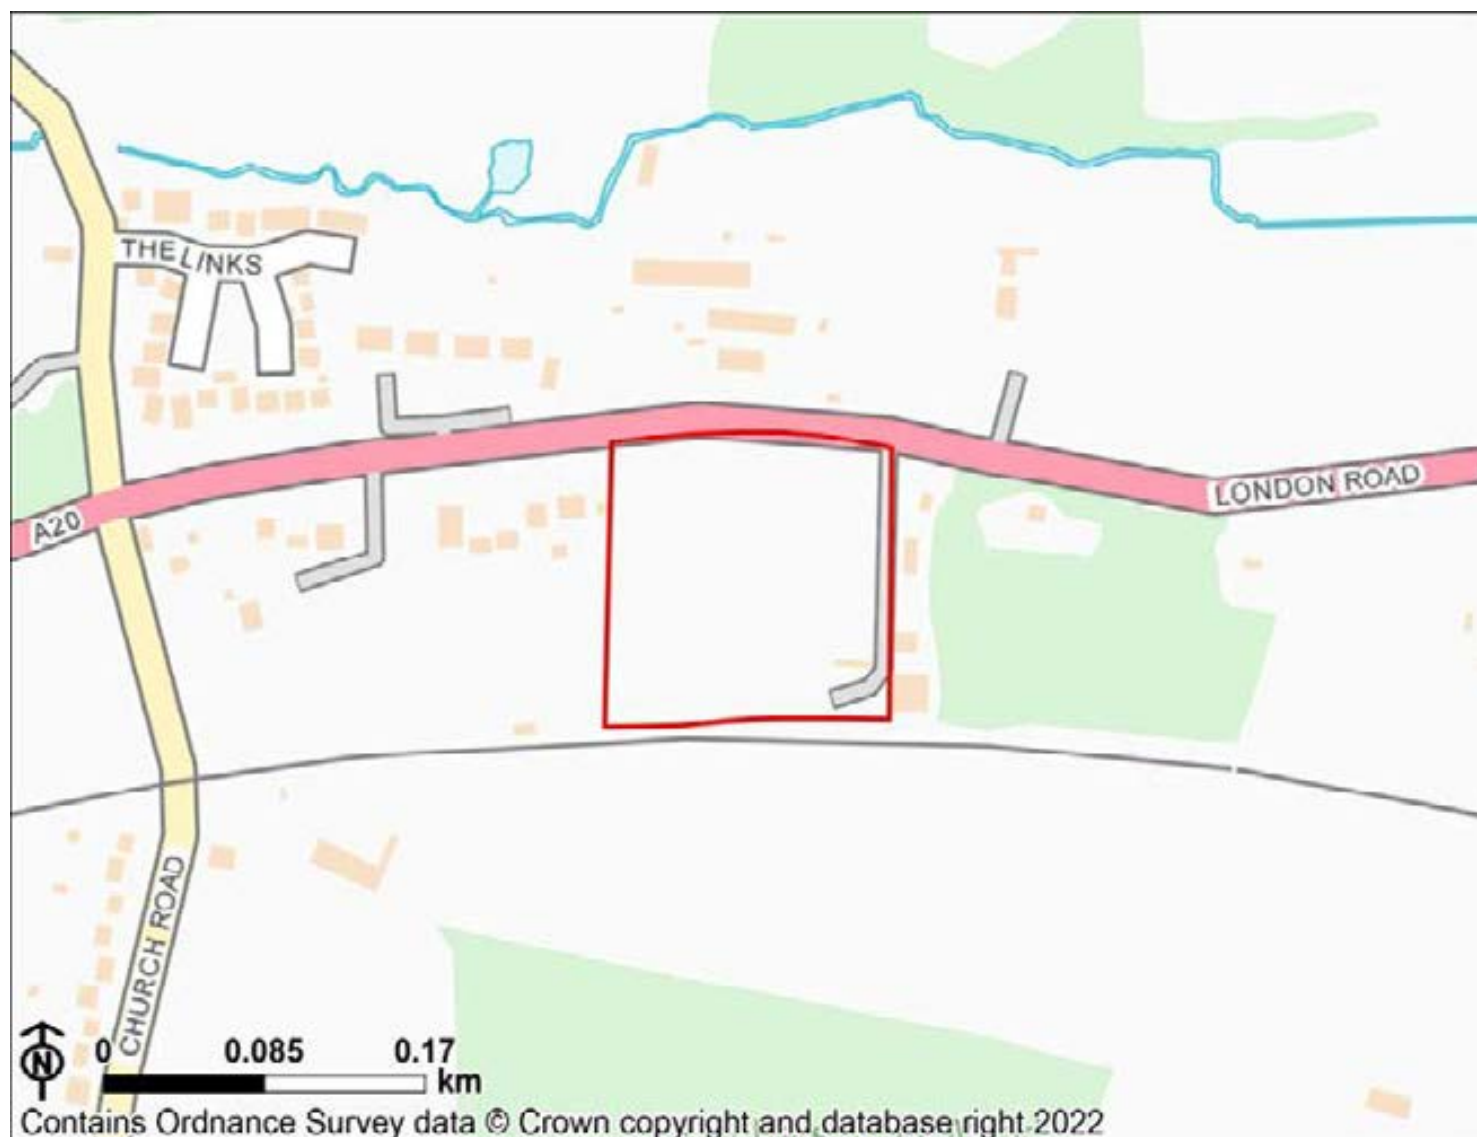 THE LINKS
A20
LONDON ROAD
CHURCH ROAD
N
0 0.085 0.17
km
Contains Ordnance Survey data © Crown copyright and database right 2022